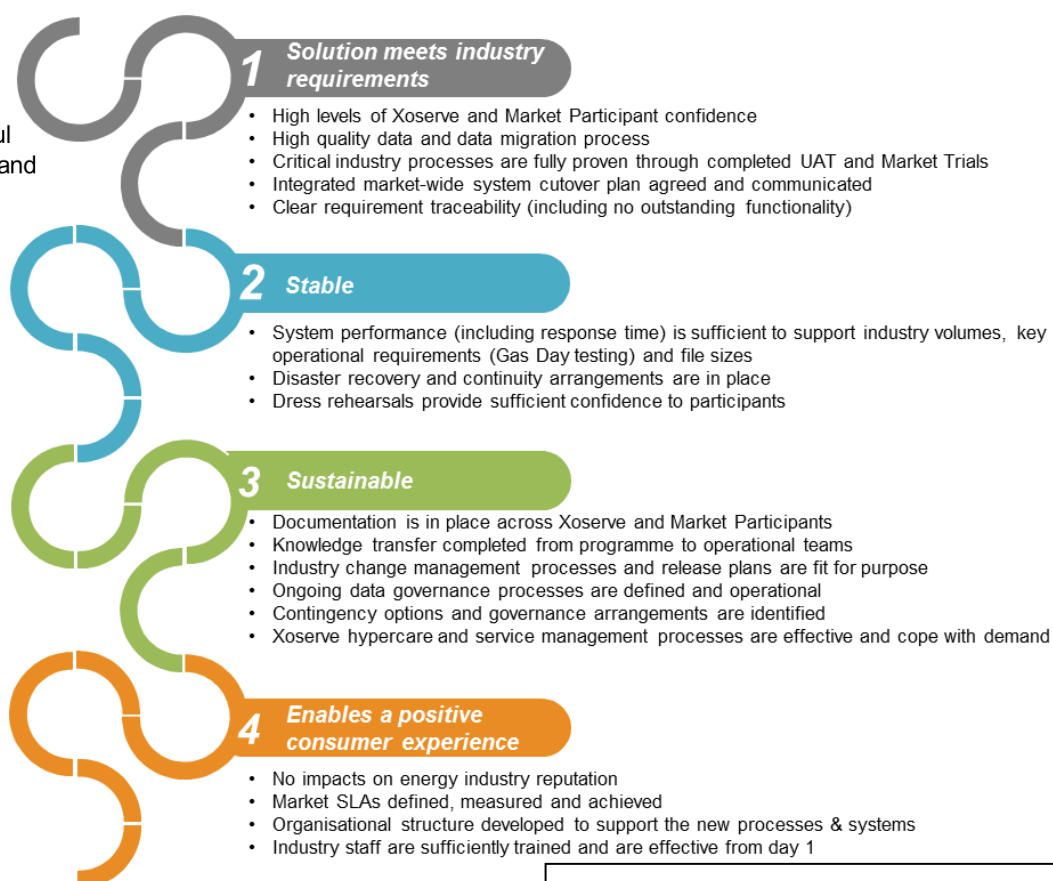 ul
and
1 Solution meets industry
requirements
• High levels of Xoserve and Market Participant confidence
• High quality data and data migration process
• Critical industry processes are fully proven through completed UAT and Market Trials
• Integrated market-wide system cutover plan agreed and communicated
• Clear requirement traceability (including no outstanding functionality)
2 Stable
• System performance (including response time) is sufficient to support industry volumes, key
operational requirements (Gas Day testing) and file sizes
• Disaster recovery and continuity arrangements are in place
• Dress rehearsals provide sufficient confidence to participants
3 Sustainable
• Documentation is in place across Xoserve and Market Participants
• Knowledge transfer completed from programme to operational teams
• Industry change management processes and release plans are fit for purpose
• Ongoing data governance processes are defined and operational
• Contingency options and governance arrangements are identified
• Xoserve hypercare and service management processes are effective and cope with demand
4 Enables a positive
consumer experience
• No impacts on energy industry reputation
• Market SLAs defined, measured and achieved
• Organisational structure developed to support the new processes & systems
• Industry staff are sufficiently trained and are effective from day 1